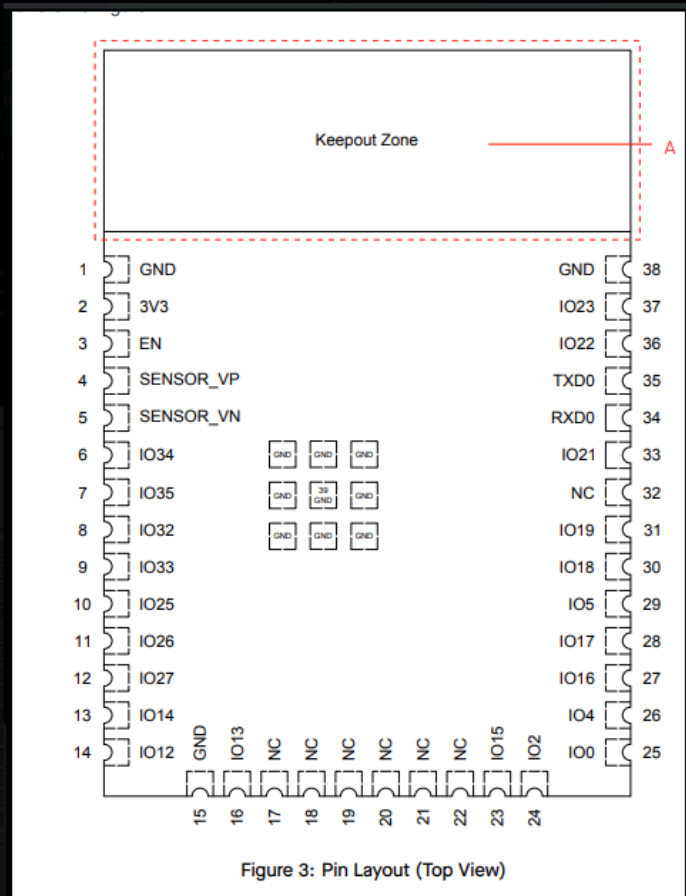 Keepout Zone
A
1 GND GND 38
2 3V3 IO23 37
3 EN IO22 36
4 SENSOR_VP TXD0 35
5 SENSOR_VN RXD0 34
6 IO34 GND GND GND IO21 33
7 IO35 GND 39 GND GND NC 32
8 IO32 GND GND GND IO19 31
9 IO33 IO18 30
10 IO25 IO5 29
11 IO26 IO17 28
12 IO27 IO16 27
13 IO14 IO4 26
14 IO12 IO0 25
GND IO13 NC NC NC NC NC NC IO15 IO2
15 16 17 18 19 20 21 22 23 24
Figure 3: Pin Layout (Top View)